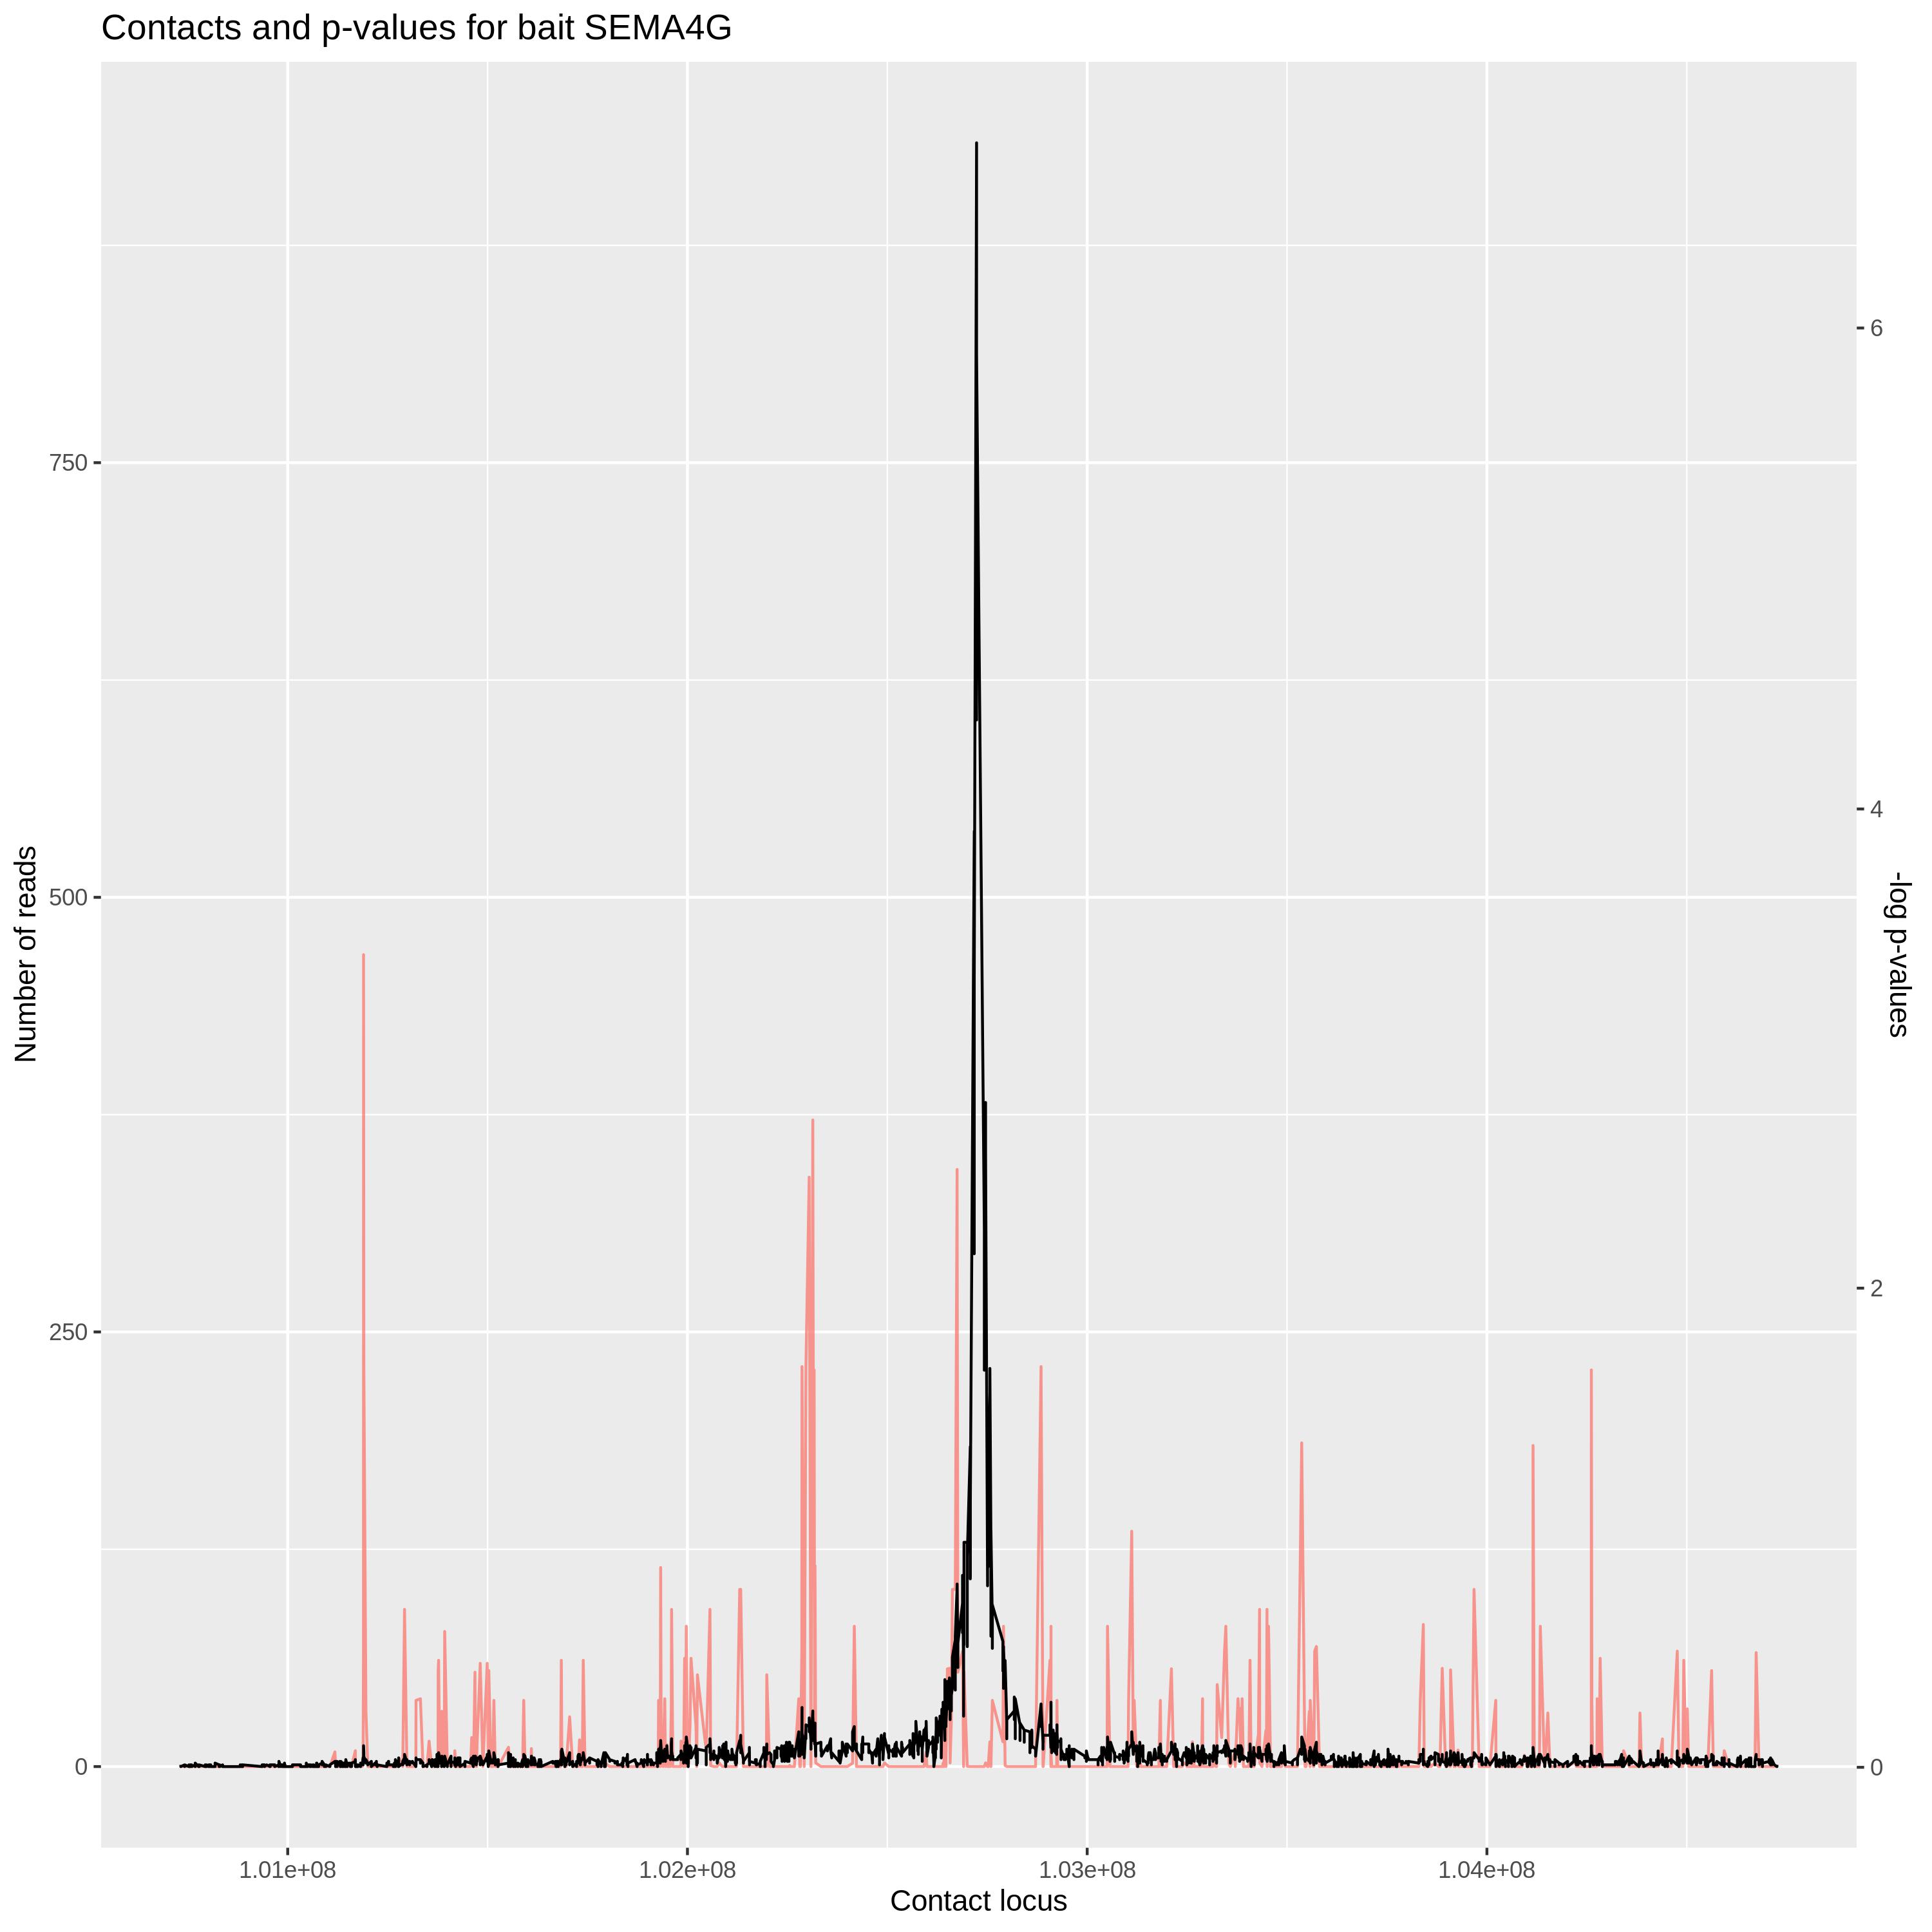 Contacts and p-values for bait SEMA4G
Number of reads
750
500
250
0
6
4
2
0
-log p-values
1.01e+08
1.02e+08
1.03e+08
1.04e+08
Contact locus